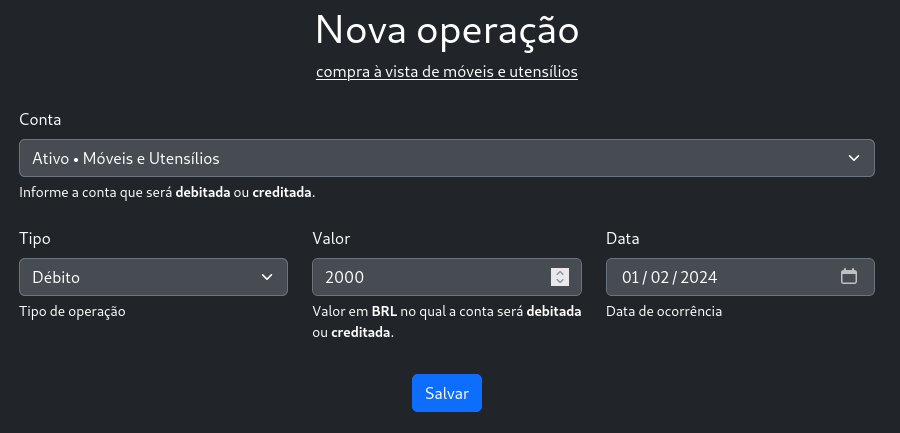 Nova operação
compra à vista de móveis e utensílios
Conta
Ativo • Móveis e Utensílios
Informe a conta que será debitada ou creditada.
Tipo
Valor
Data
Débito
2000
01 / 02 / 2024
Tipo de operação
Valor em BRL no qual a conta será debitada
ou creditada.
Data de ocorrência
Salvar